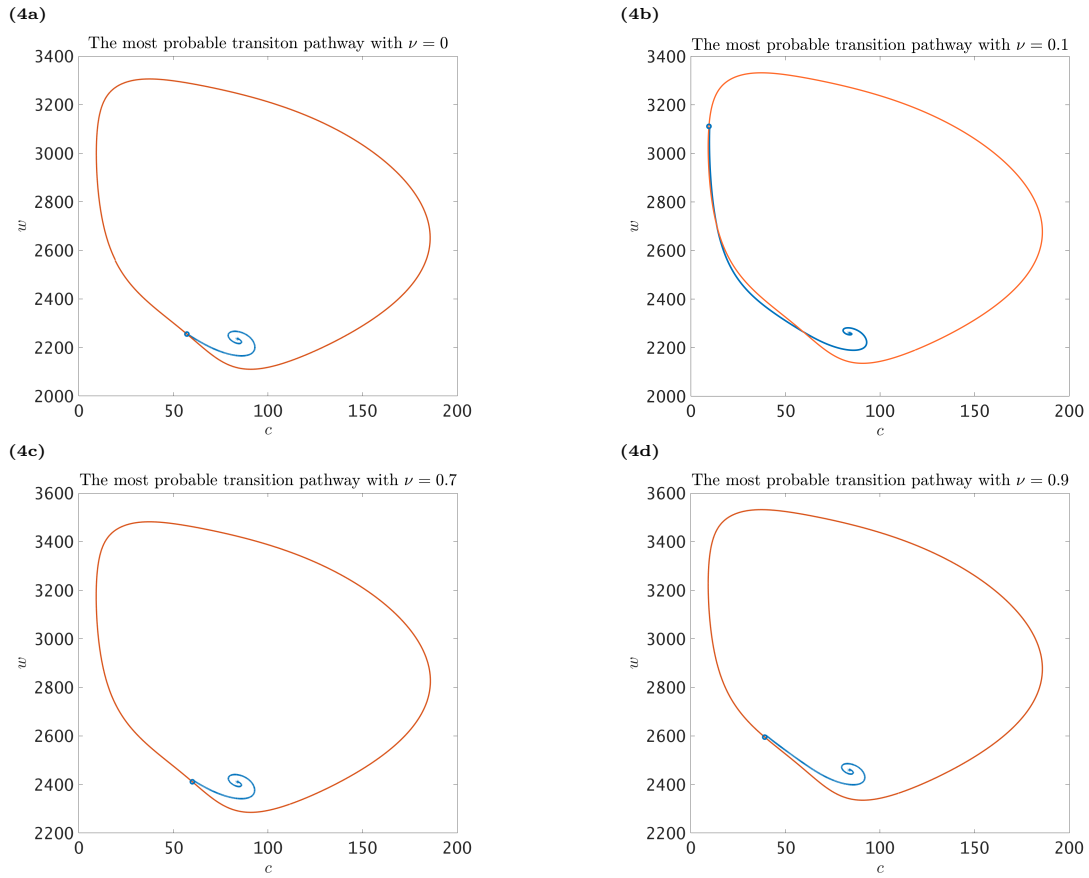 (4a)
The most probable transiton pathway with ν = 0
3400
3200
3000
2800
2600
2400
2200
2000
w
0 50 100 150 200
c
(4b)
The most probable transition pathway with ν = 0.1
3400
3200
3000
2800
2600
2400
2200
2000
w
0 50 100 150 200
c
(4c)
The most probable transition pathway with ν = 0.7
3600
3400
3200
3000
2800
2600
2400
2200
w
0 50 100 150 200
c
(4d)
The most probable transition pathway with ν = 0.9
3600
3400
3200
3000
2800
2600
2400
2200
w
0 50 100 150 200
c